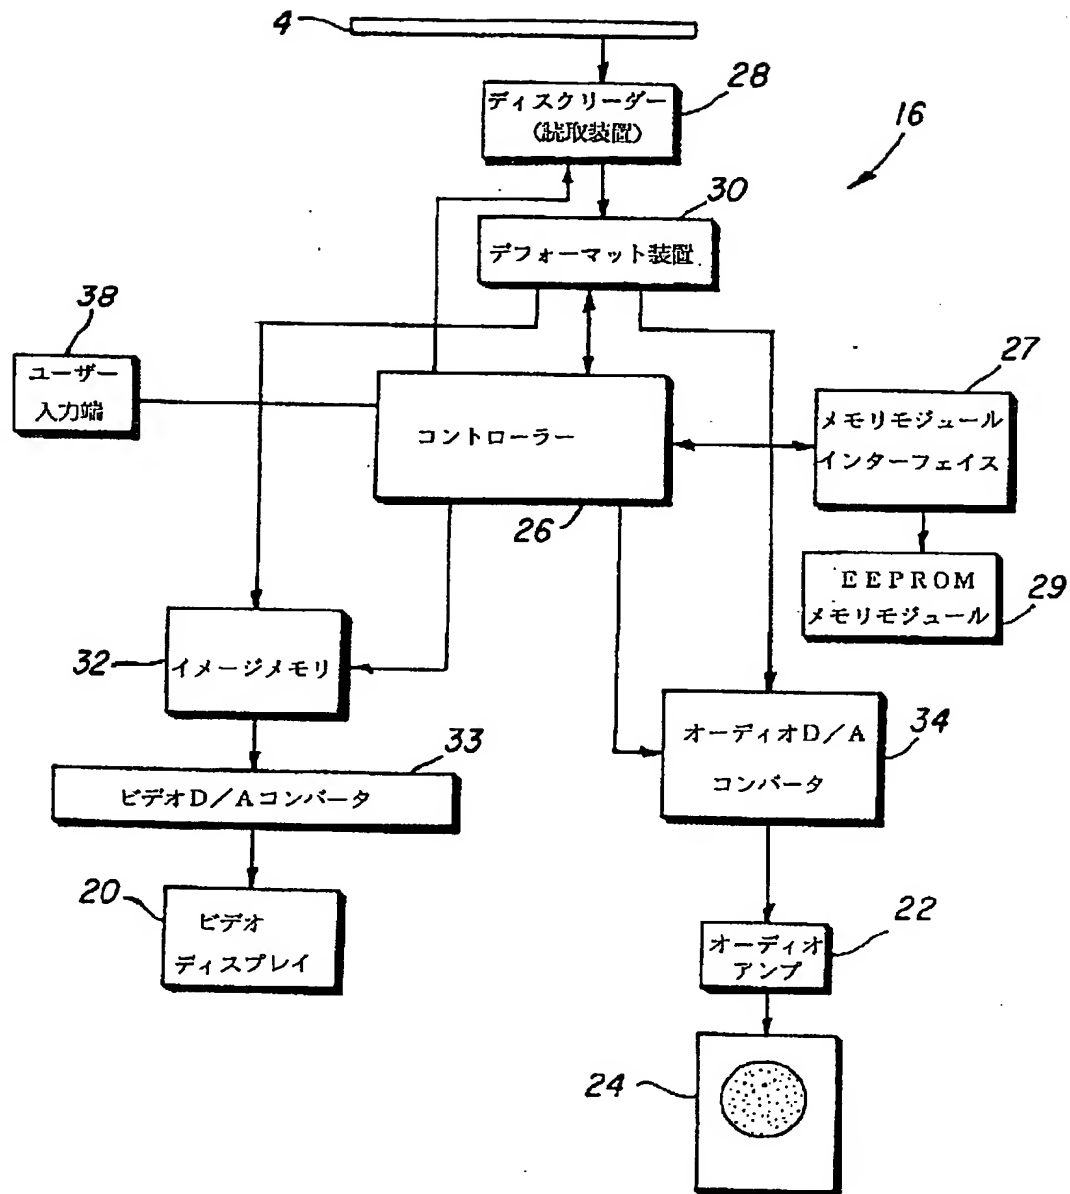 4
28
ディスクリーダー
(読取装置)
16
30
デフォーマット装置
38
ユーザー
入力端
27
メモリモジュール
インターフェイス
コントローラー
26
EEPROM
メモリモジュール
29
32
イメージメモリ
オーディオD/A
コンバータ
34
33
ビデオD/Aコンバータ
20
ビデオ
ディスプレイ
22
オーディオ
アンプ
24